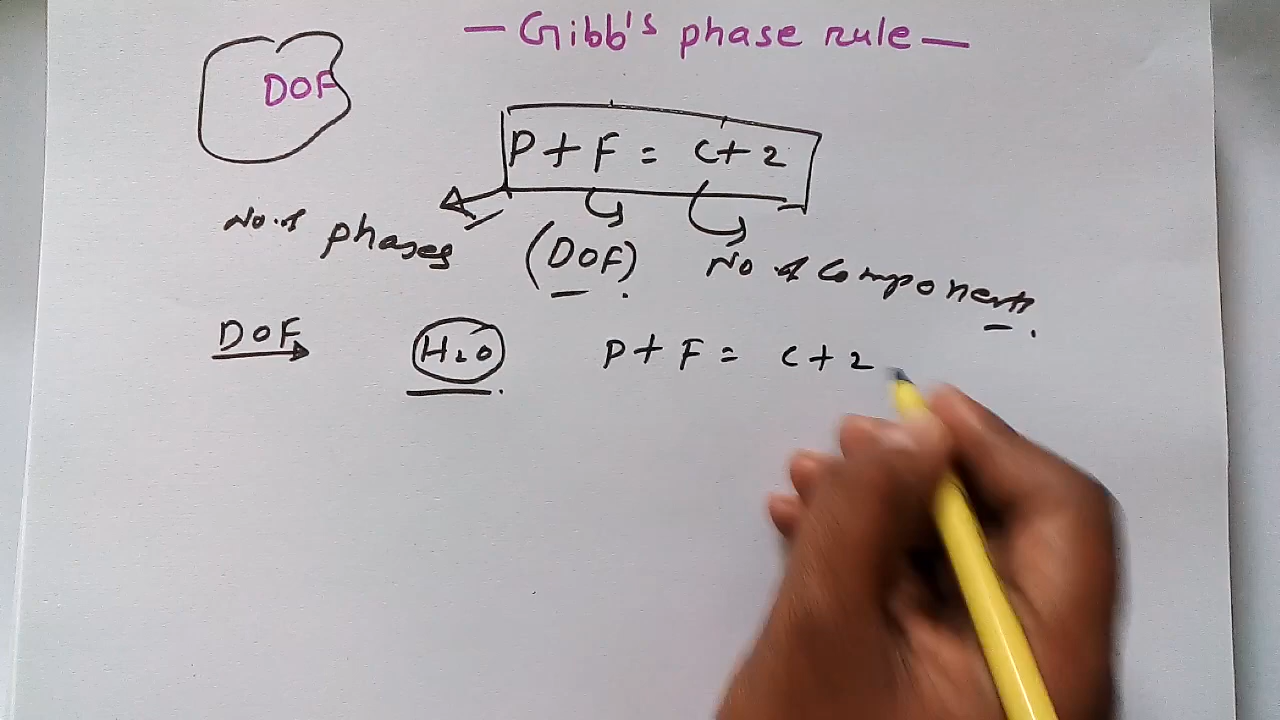 — Gibb's phase rule —
DOF
P + F = C + 2
No. of phases
(DOF)
No of Components.
DOF
H₂O
P + F = C + 2